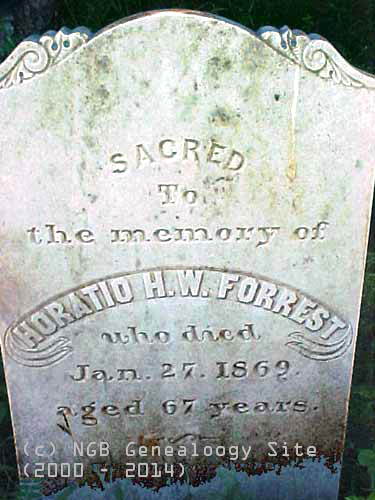 SACRED
To
the memory of
HORATIO H.W. FORREST
who died
Jan. 27. 1869.
Aged 67 years.
(c) NGB Genealoogy Site
(2000 - 2014)